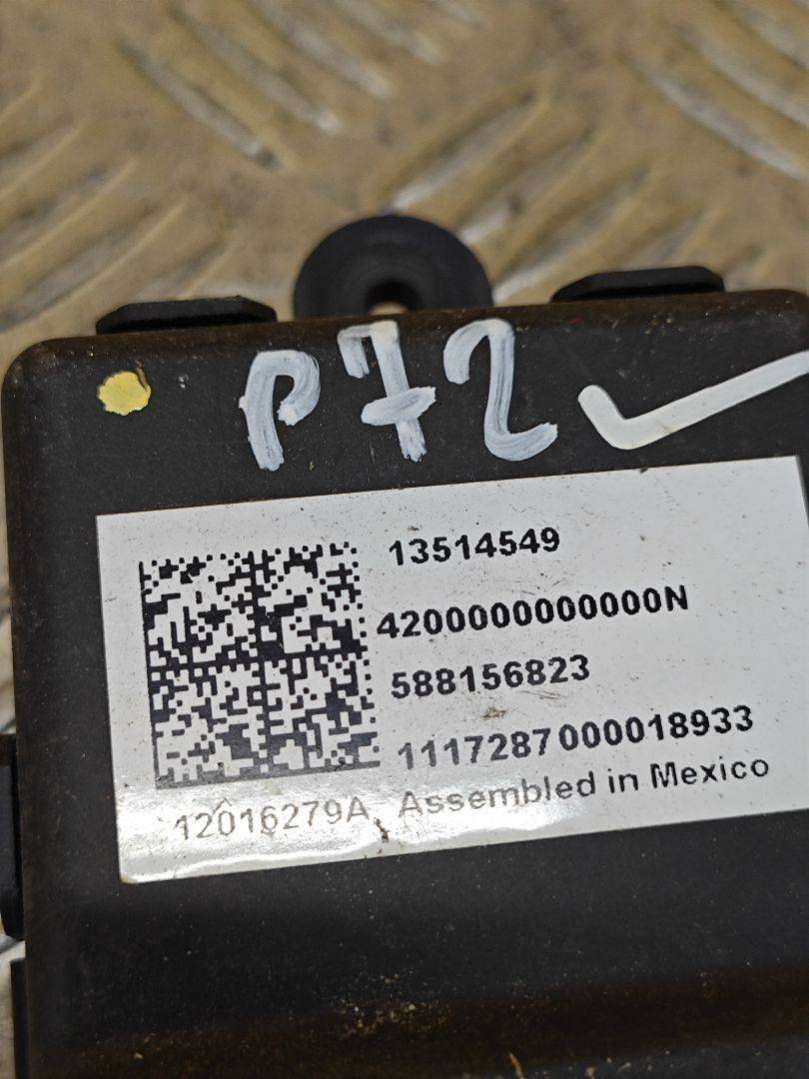 P72
13514549
4200000000000N
588156823
1117287000018933
12016279A Assembled in Mexico